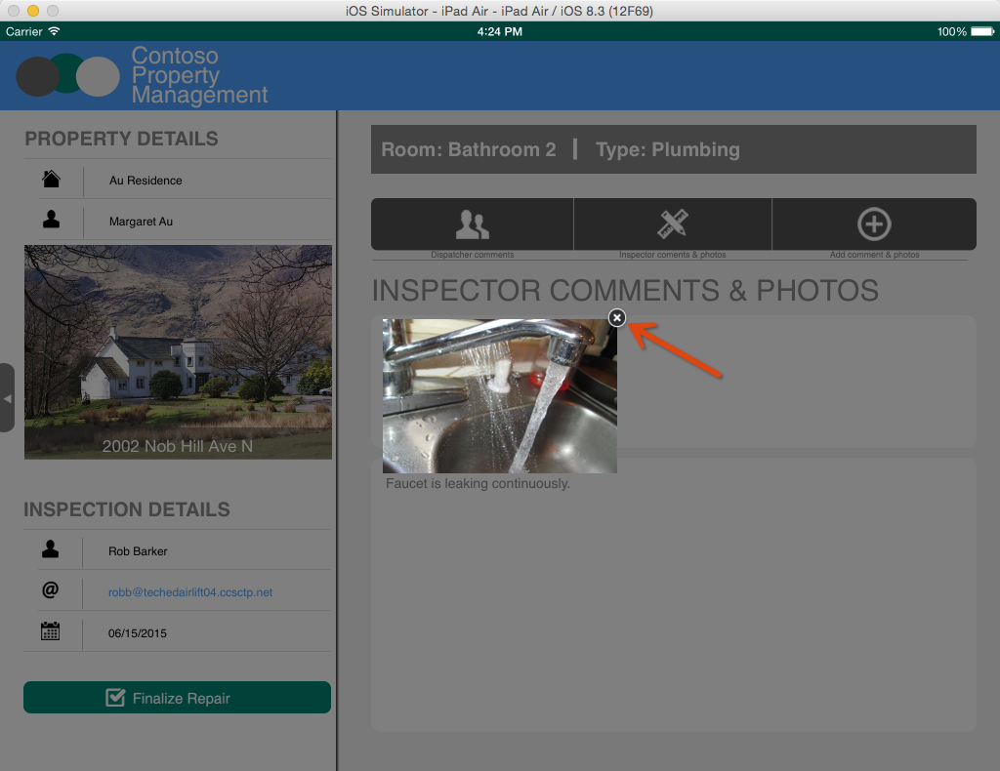 iOS Simulator - iPad Air - iPad Air / iOS 8.3 (12F69)
Carrier 4:24 PM 100%
Contoso
Property
Management
PROPERTY DETAILS
Au Residence
Margaret Au
2002 Nob Hill Ave N
INSPECTION DETAILS
Rob Barker
@ robb@techedairlift04.ccsctp.net
06/15/2015
Finalize Repair
Room: Bathroom 2 | Type: Plumbing
Dispatcher comments Inspector coments & photos Add comment & photos
INSPECTOR COMMENTS & PHOTOS
Faucet is leaking continuously.